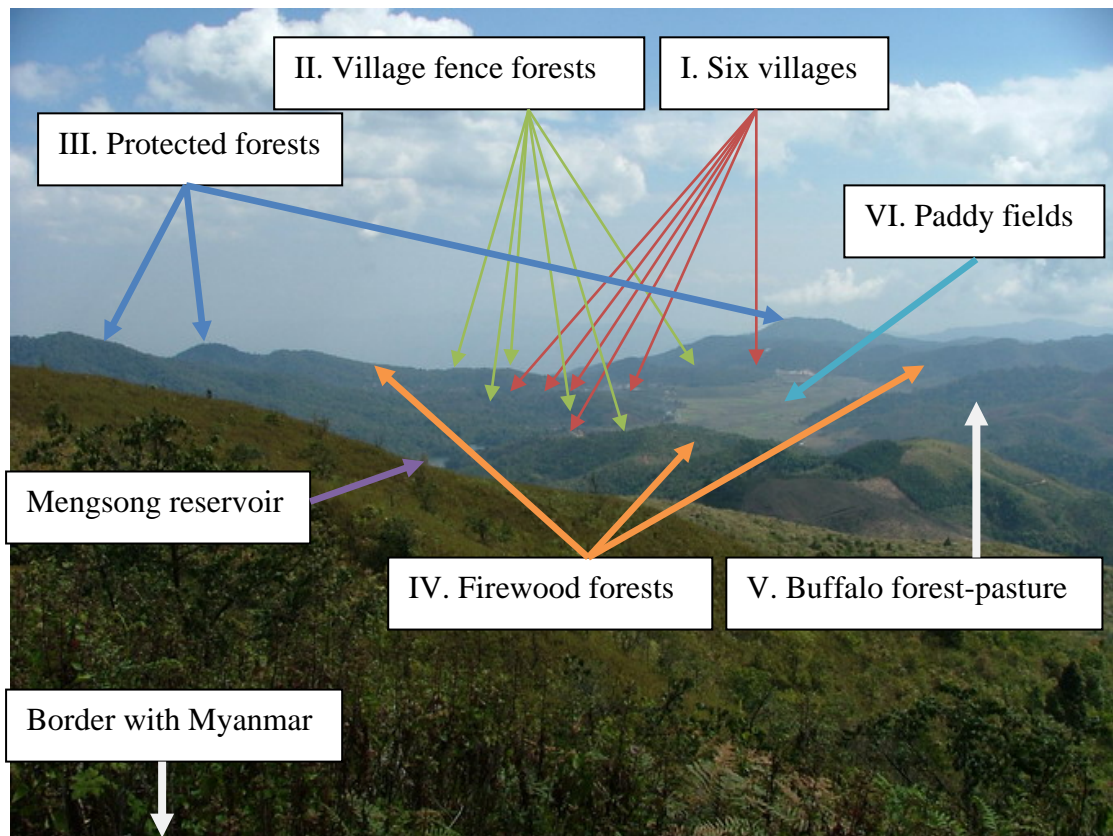 II. Village fence forests
I. Six villages
III. Protected forests
VI. Paddy fields
Mengsong reservoir
IV. Firewood forests
V. Buffalo forest-pasture
Border with Myanmar